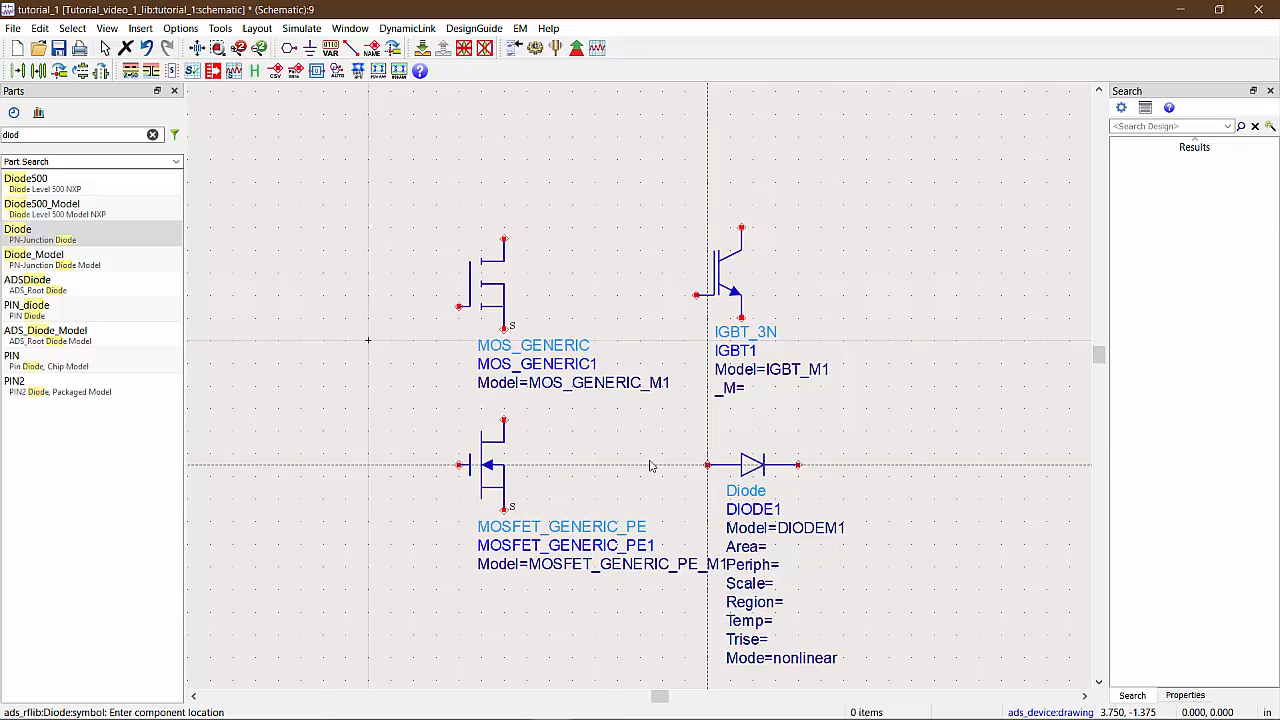 tutorial_1 [Tutorial_video_1_lib:tutorial_1:schematic] * (Schematic):9
File Edit Select View Insert Options Tools Layout Simulate Window DynamicLink DesignGuide EM Help
Parts
diod
Part Search
Diode500
Diode Level 500 NXP
Diode500_Model
Diode Level 500 Model NXP
Diode
PN-Junction Diode
Diode_Model
PN-Junction Diode Model
ADSDiode
ADS_Root Diode
PIN_diode
PIN Diode
ADS_Diode_Model
ADS_Root Diode Model
PIN
Pin Diode, Chip Model
PIN2
PIN2 Diode, Packaged Model
S
MOS_GENERIC
MOS_GENERIC1
Model=MOS_GENERIC_M1
IGBT_3N
IGBT1
Model=IGBT_M1
_M=
S
MOSFET_GENERIC_PE
MOSFET_GENERIC_PE1
Model=MOSFET_GENERIC_PE_M1
Diode
DIODE1
Model=DIODEM1
Area=
Periph=
Scale=
Region=
Temp=
Trise=
Mode=nonlinear
Search
<Search Design>
Results
Search Properties
ads_rflib:Diode:symbol: Enter component location
0 items
ads_device:drawing
3.750, -1.375
0.000, 0.000
in